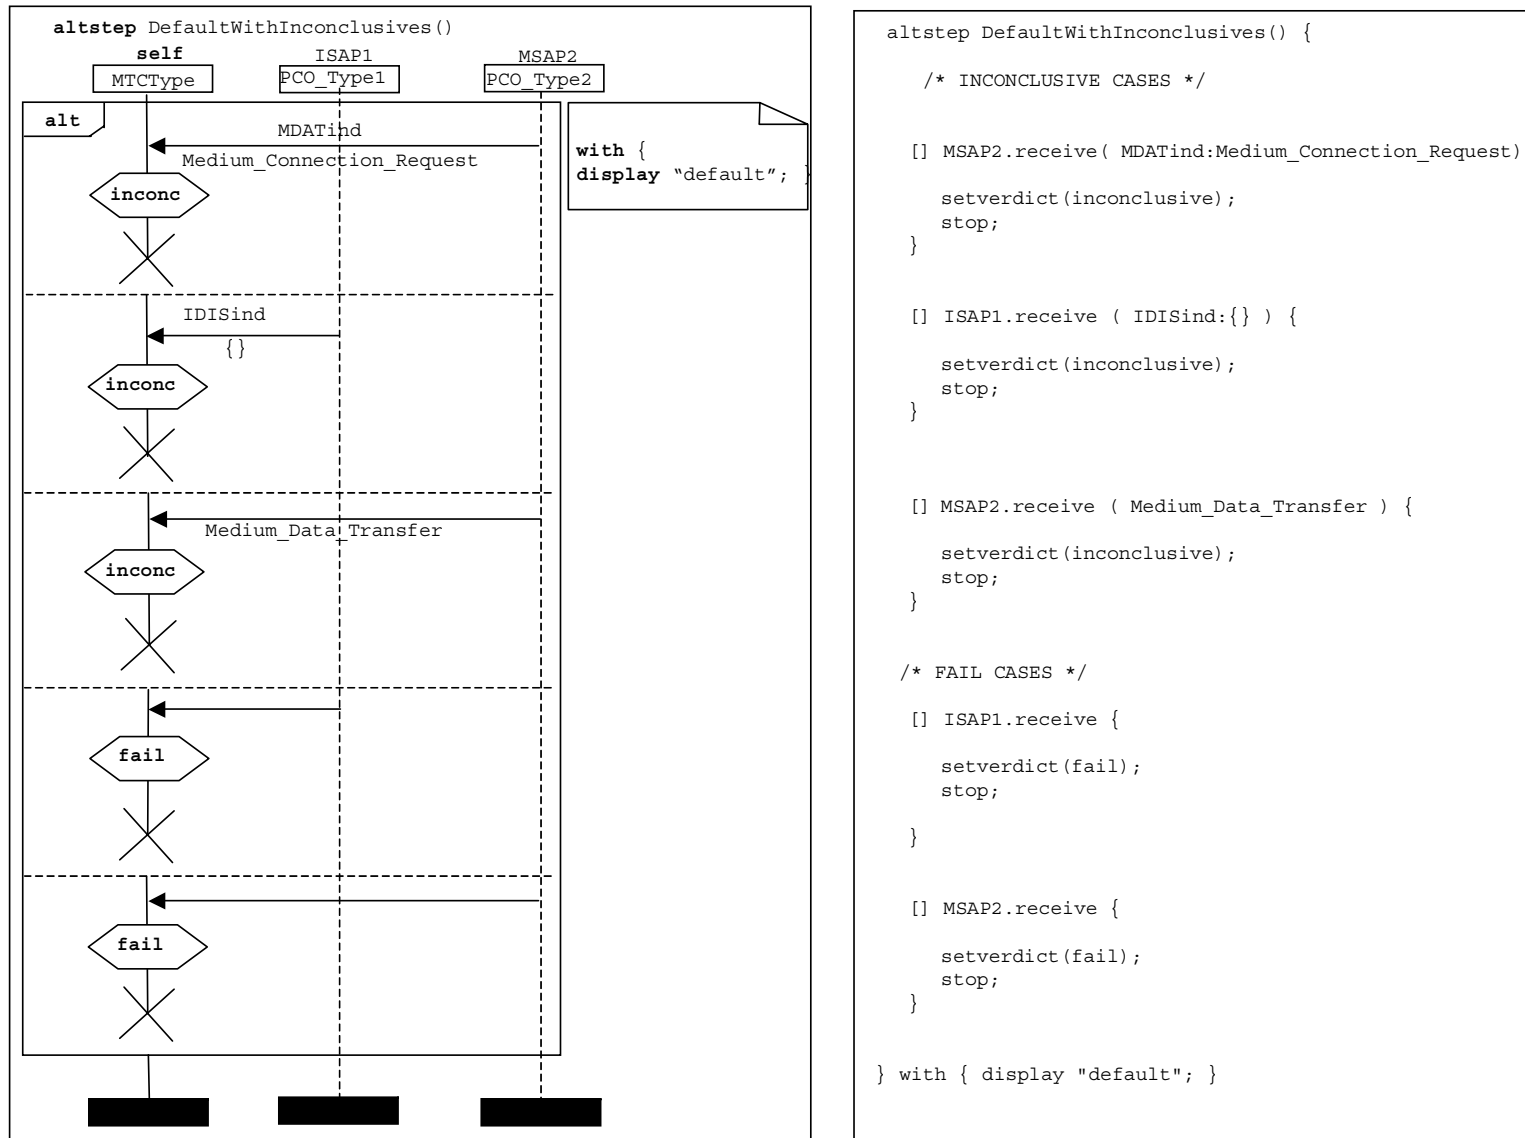 altstep DefaultWithInconclusives()
self ISAP1 MSAP2
MTCType PCO_Type1 PCO_Type2
alt
MDATind
Medium_Connection_Request
with {
display “default”; }
inconc
IDISind
{}
inconc
Medium_Data_Transfer
inconc
fail
fail
altstep DefaultWithInconclusives() {
/* INCONCLUSIVE CASES */
[] MSAP2.receive( MDATind:Medium_Connection_Request)
setverdict(inconclusive);
stop;
}
[] ISAP1.receive ( IDISind:{} ) {
setverdict(inconclusive);
stop;
}
[] MSAP2.receive ( Medium_Data_Transfer ) {
setverdict(inconclusive);
stop;
}
/* FAIL CASES */
[] ISAP1.receive {
setverdict(fail);
stop;
}
[] MSAP2.receive {
setverdict(fail);
stop;
}
} with { display "default"; }